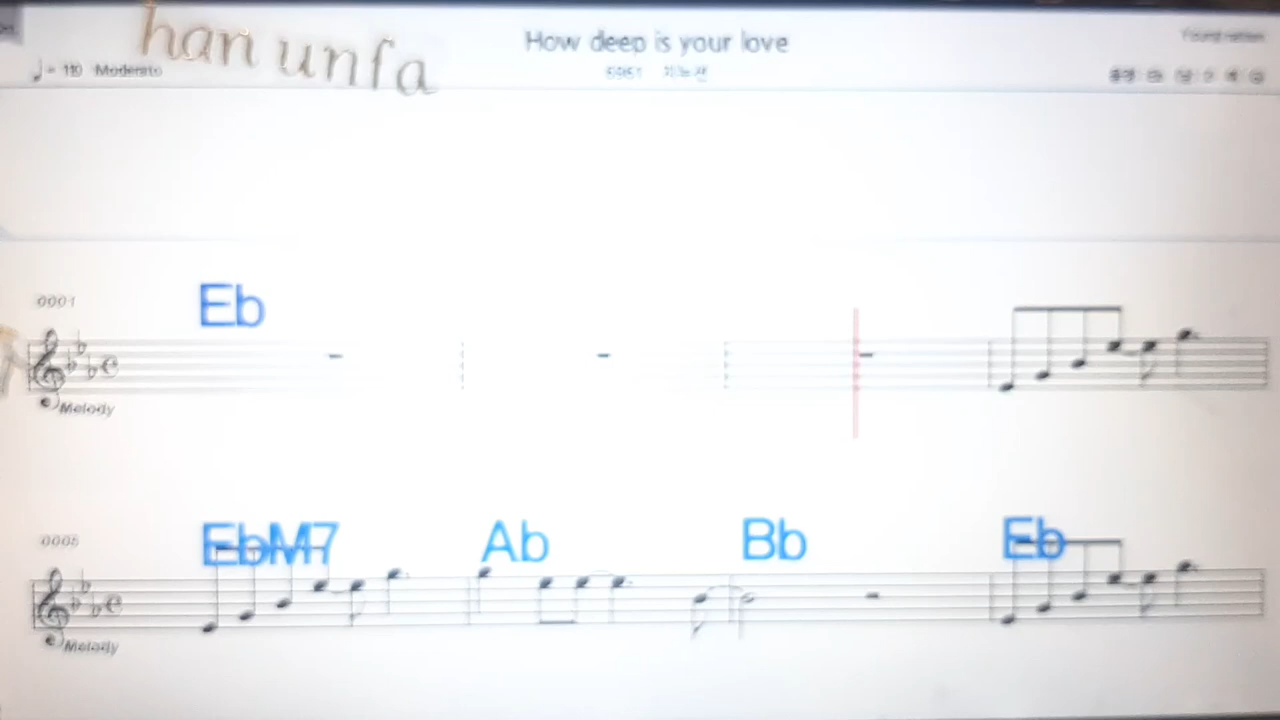 han unfa
How deep is your love
♩= 110 Moderato
0001
Eb
Melody
0005
EbM7 Ab Bb Eb
Melody